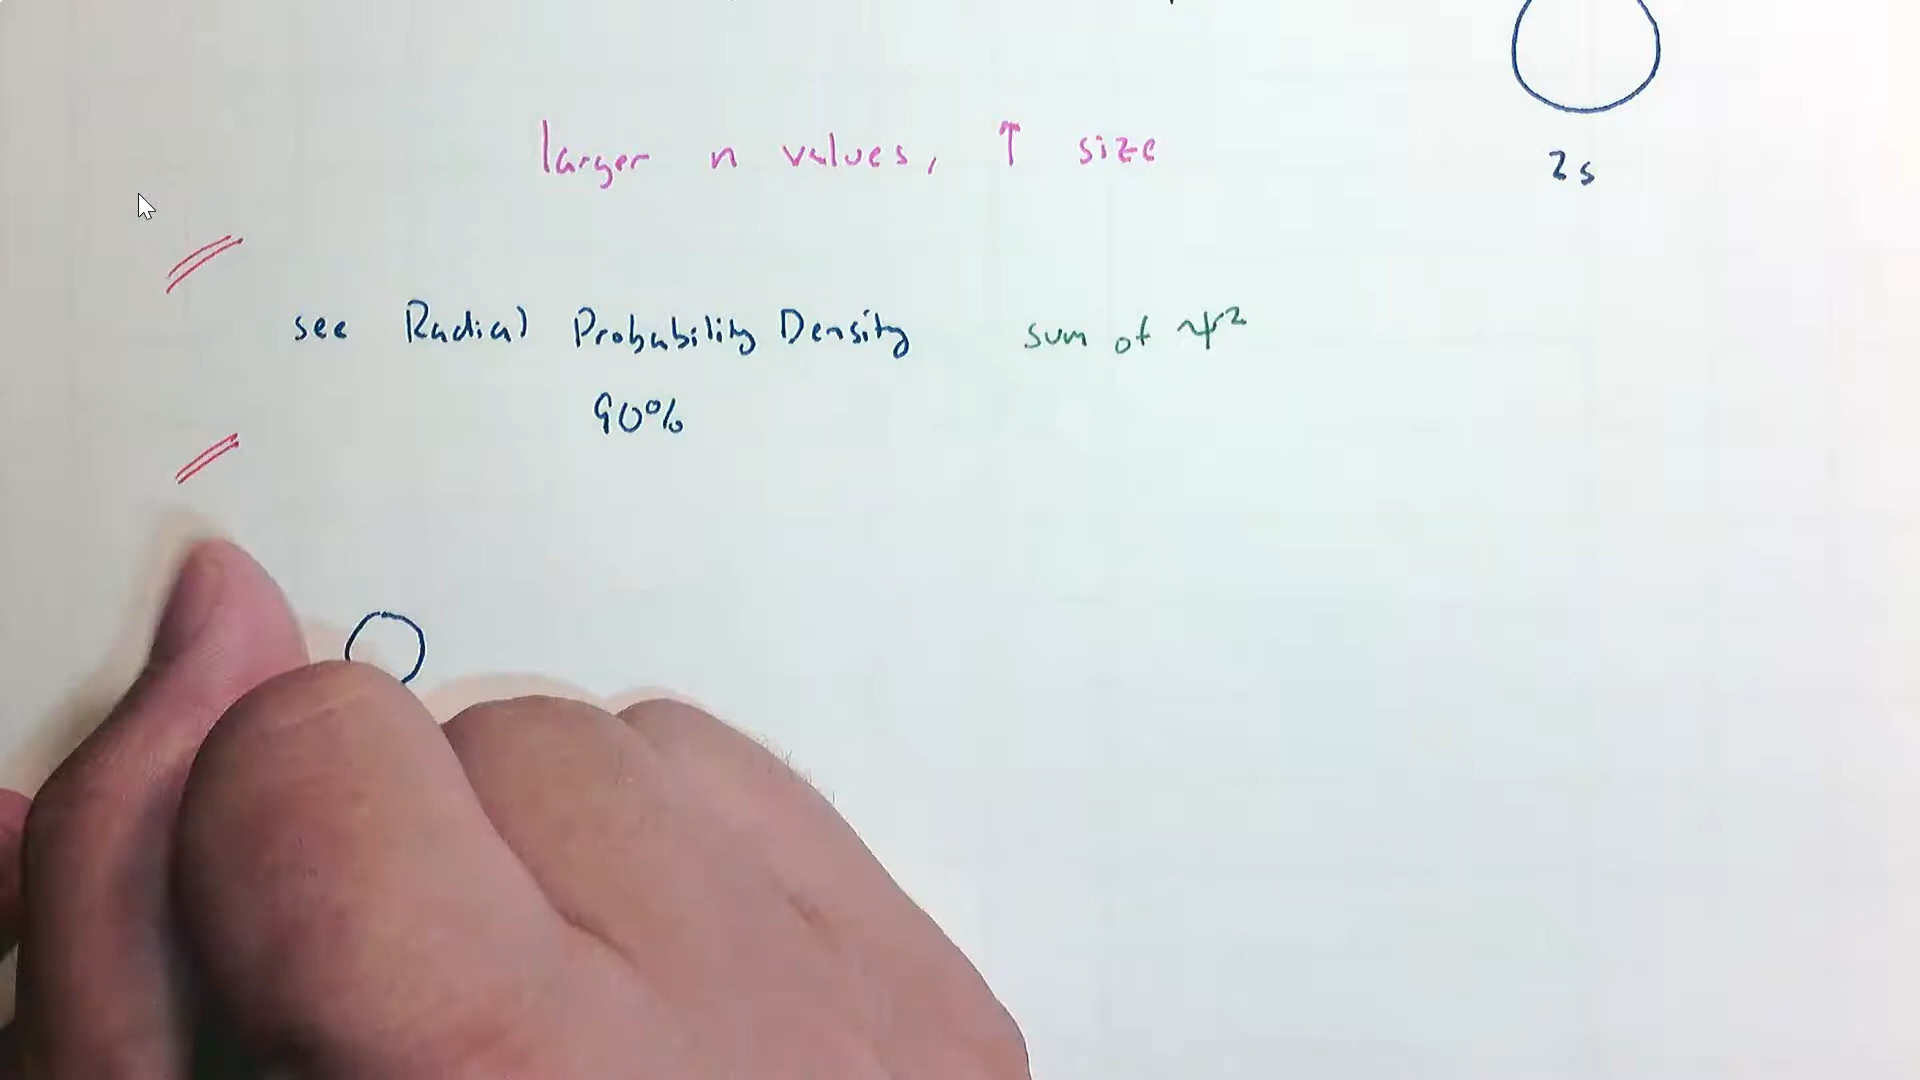 larger n values, ↑ size
2s
see Radial Probability Density sum of ψ²
90%